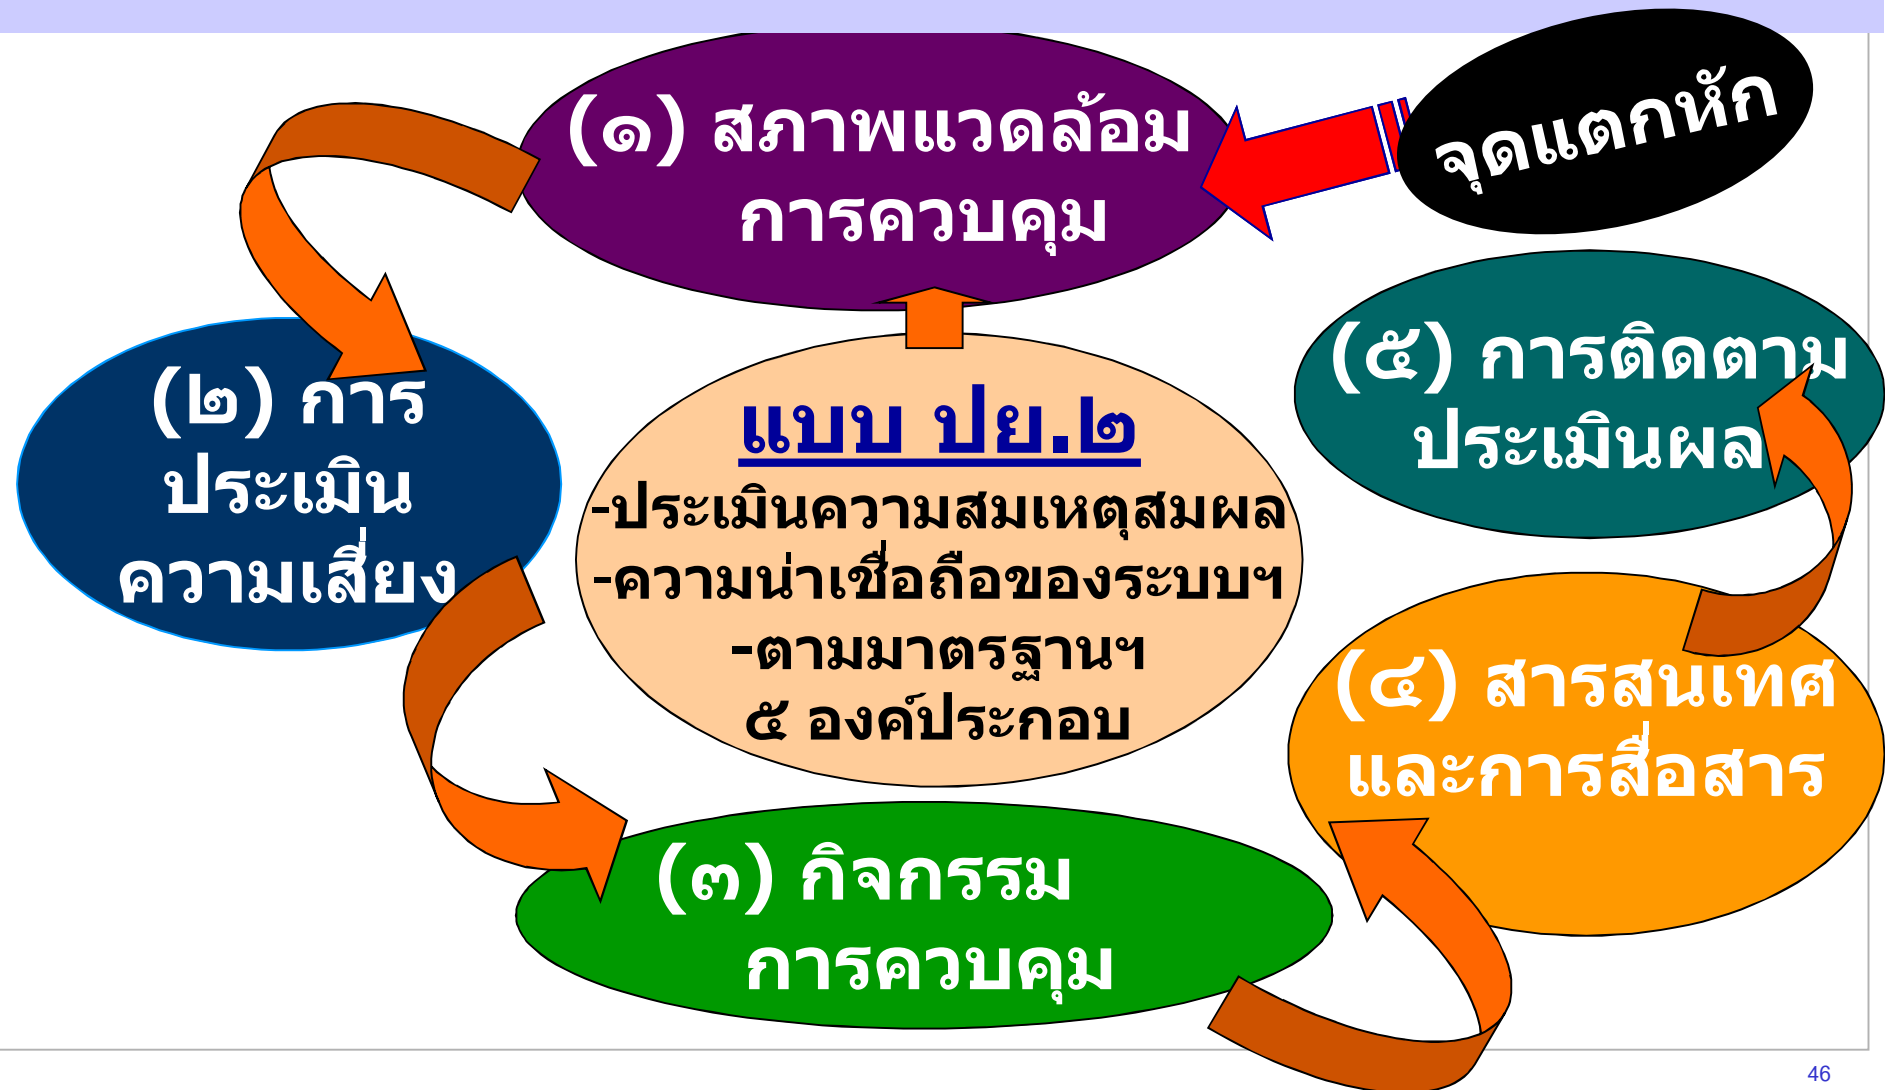 จุดแตกหัก
(๑) สภาพแวดล้อม
การควบคุม
(๒) การ
ประเมิน
ความเสี่ยง
แบบ ปย.๒
-ประเมินความสมเหตุสมผล
-ความน่าเชื่อถือของระบบฯ
-ตามมาตรฐานฯ
๕ องค์ประกอบ
(๓) กิจกรรม
การควบคุม
(๔) สารสนเทศ
และการสื่อสาร
(๕) การติดตาม
ประเมินผล
46